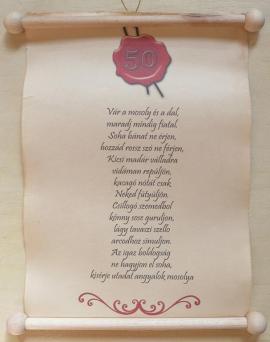 50
Vár a mosoly és a dal,
maradj mindig fiatal.
Soha bánat ne érjen,
hozzád rossz szó ne férjen,
Kicsi madár válladra
vidáman repüljön,
kacagó nótát csak
Neked fütyüljön.
Csillogó szemedből
könny sose guruljon,
lágy tavaszi szellő
arcodhoz simuljon.
Az igaz boldogság
ne hagyjon el soha,
kísérje utadat angyalok mosolya